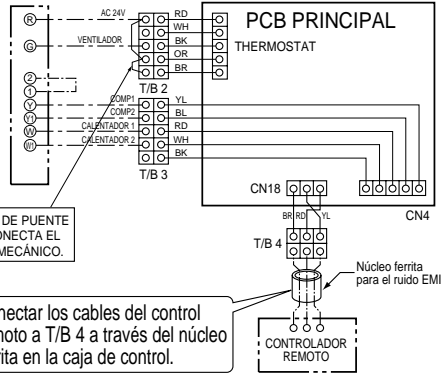 R
AC 24V
RD
WH
G
VENTILADOR
BK
OR
BR
PCB PRINCIPAL
THERMOSTAT
T/B 2
2
1
Y
COMP1
YL
Y1
COMP2
BL
W
CALENTADOR 1
RD
W1
CALENTADOR 2
WH
BK
T/B 3
CN18
CN4
BR RD YL
T/B 4
DE PUENTE
ONECTA EL
MECÁNICO.
Núcleo ferrita
para el ruido EMI
nectar los cables del control
moto a T/B 4 a través del núcleo
rita en la caja de control.
CONTROLADOR
REMOTO